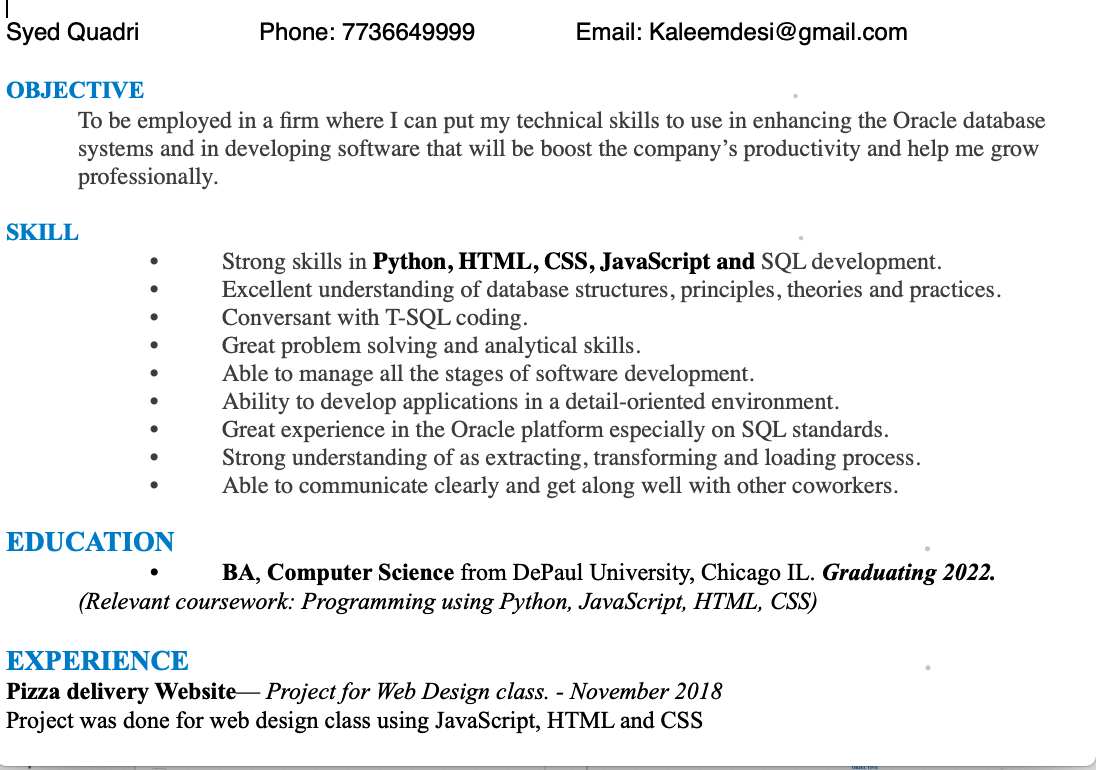 Syed Quadri Phone: 7736649999 Email: Kaleemdesi@gmail.com
OBJECTIVE
To be employed in a firm where I can put my technical skills to use in enhancing the Oracle database
systems and in developing software that will be boost the company’s productivity and help me grow
professionally.
SKILL
• Strong skills in Python, HTML, CSS, JavaScript and SQL development.
• Excellent understanding of database structures, principles, theories and practices.
• Conversant with T-SQL coding.
• Great problem solving and analytical skills.
• Able to manage all the stages of software development.
• Ability to develop applications in a detail-oriented environment.
• Great experience in the Oracle platform especially on SQL standards.
• Strong understanding of as extracting, transforming and loading process.
• Able to communicate clearly and get along well with other coworkers.
EDUCATION
• BA, Computer Science from DePaul University, Chicago IL. Graduating 2022.
(Relevant coursework: Programming using Python, JavaScript, HTML, CSS)
EXPERIENCE
Pizza delivery Website— Project for Web Design class. - November 2018
Project was done for web design class using JavaScript, HTML and CSS
OBJECTIVE